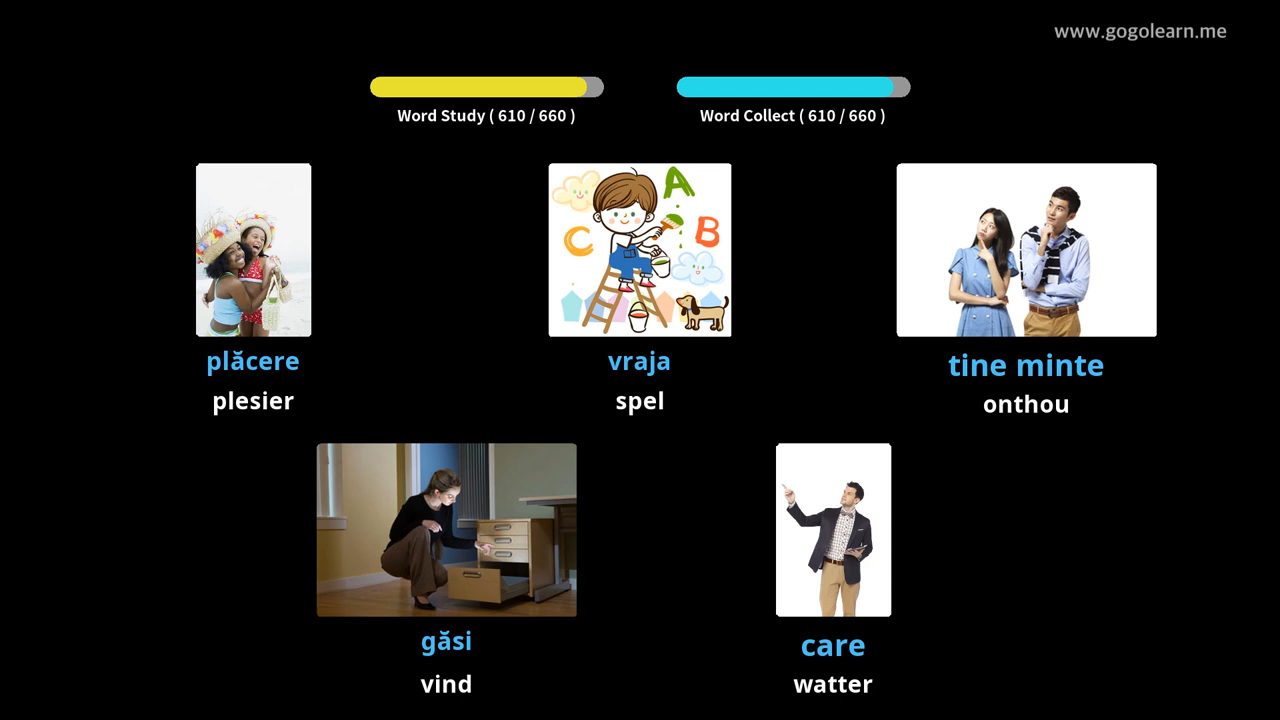 www.gogolearn.me
Word Study ( 610 / 660 )
Word Collect ( 610 / 660 )
A
B
C
plăcere
plesier
vraja
spel
tine minte
onthou
găsi
vind
care
watter